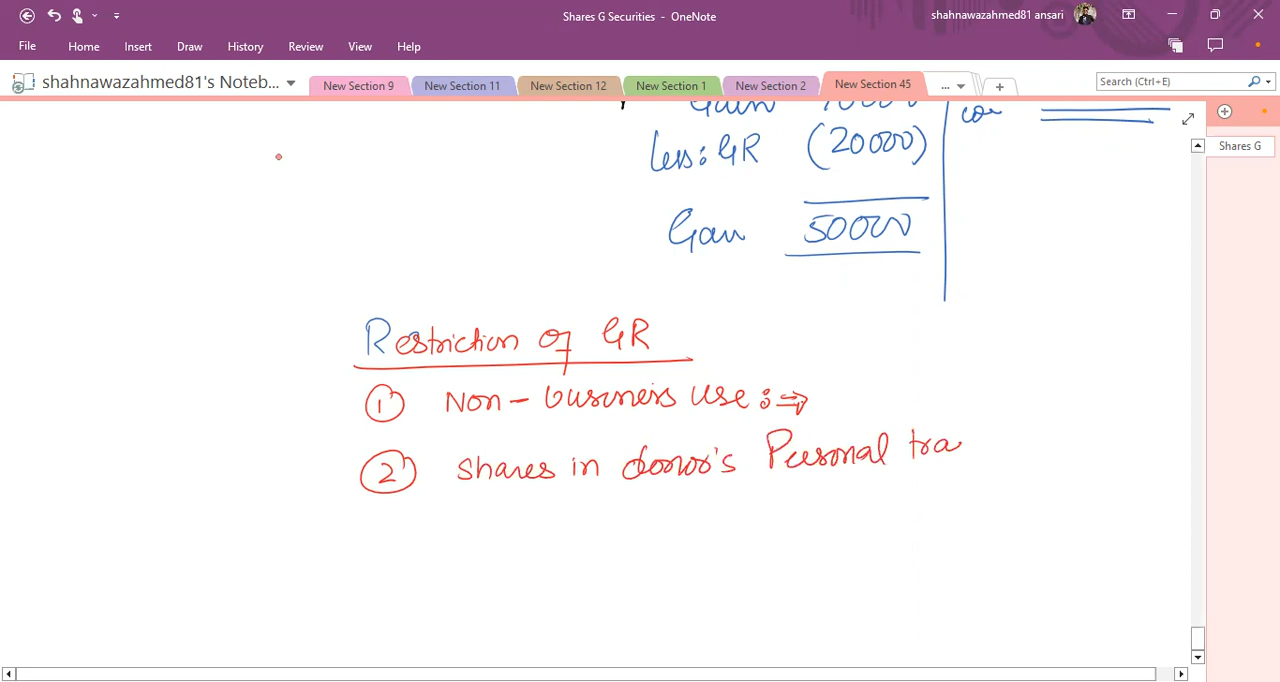 Shares G Securities - OneNote
shahnawazahmed81 ansari
File Home Insert Draw History Review View Help
shahnawazahmed81's Noteb...
New Section 9 New Section 11 New Section 12 New Section 1 New Section 2 New Section 45 ...
Search (Ctrl+E)
Shares G
Gain
Less: GR (20000)
Gain 50000
Restriction of GR
1 Non-business use: ⇒
2 Shares in donor's Personal tra